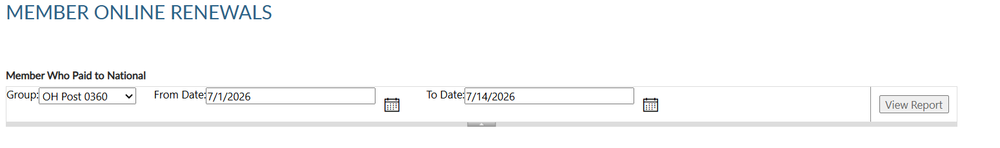 MEMBER ONLINE RENEWALS
Member Who Paid to National
Group: OH Post 0360 From Date: 7/1/2026 To Date: 7/14/2026 View Report